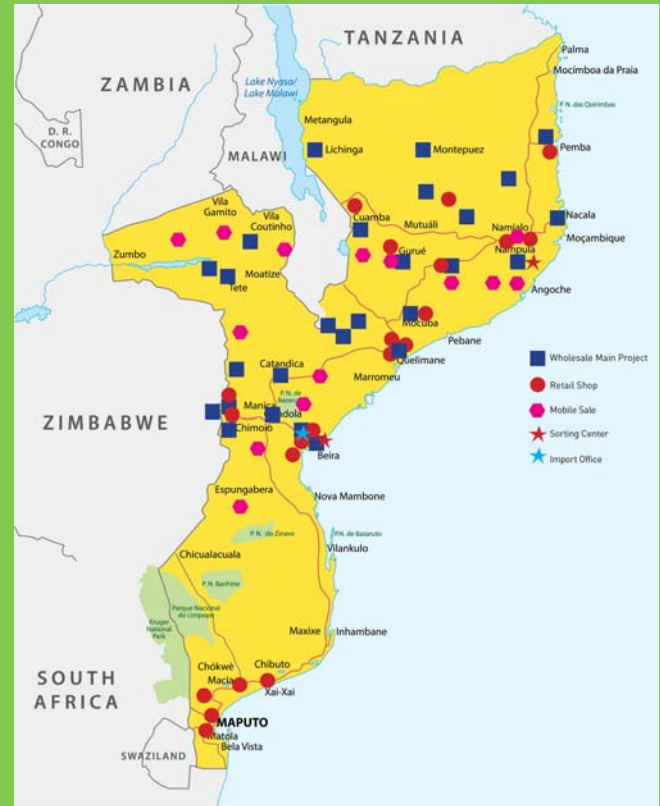 TANZANIA
ZAMBIA
Palma
Mocimboa da Praia
Lake Nyasa/
Lake Malawi
P. N. das Quirimbas
Metangula
D. R.
CONGO
MALAWI
Lichinga
Montepuez
Pemba
Vila
Gamito
Vila
Coutinho
Cuamba
Mutuáli
Namialo
Nacala
Zumbo
Gurué
Nampula
Moçambique
Moatize
Tete
Angoche
Mocuba
Pebane
Quelimane
Catandica
Marromeu
Wholesale Main Project
P.N. de
Retail Shop
Manica
Mobile Sale
ZIMBABWE
Chimoio
Sorting Center
Beira
Import Office
Espungabera
Nova Mambone
P.N. do Zinave
P.N. de Bazaruto
Vilankulo
Chicualacuala
P.N. Banhine
Parque Nacional
do Limpopo
Kruger
National
Park
Maxixe
Inhambane
SOUTH
AFRICA
Chókwè
Chibuto
Macia
Xai-Xai
MAPUTO
Matola
Bela Vista
SWAZILAND